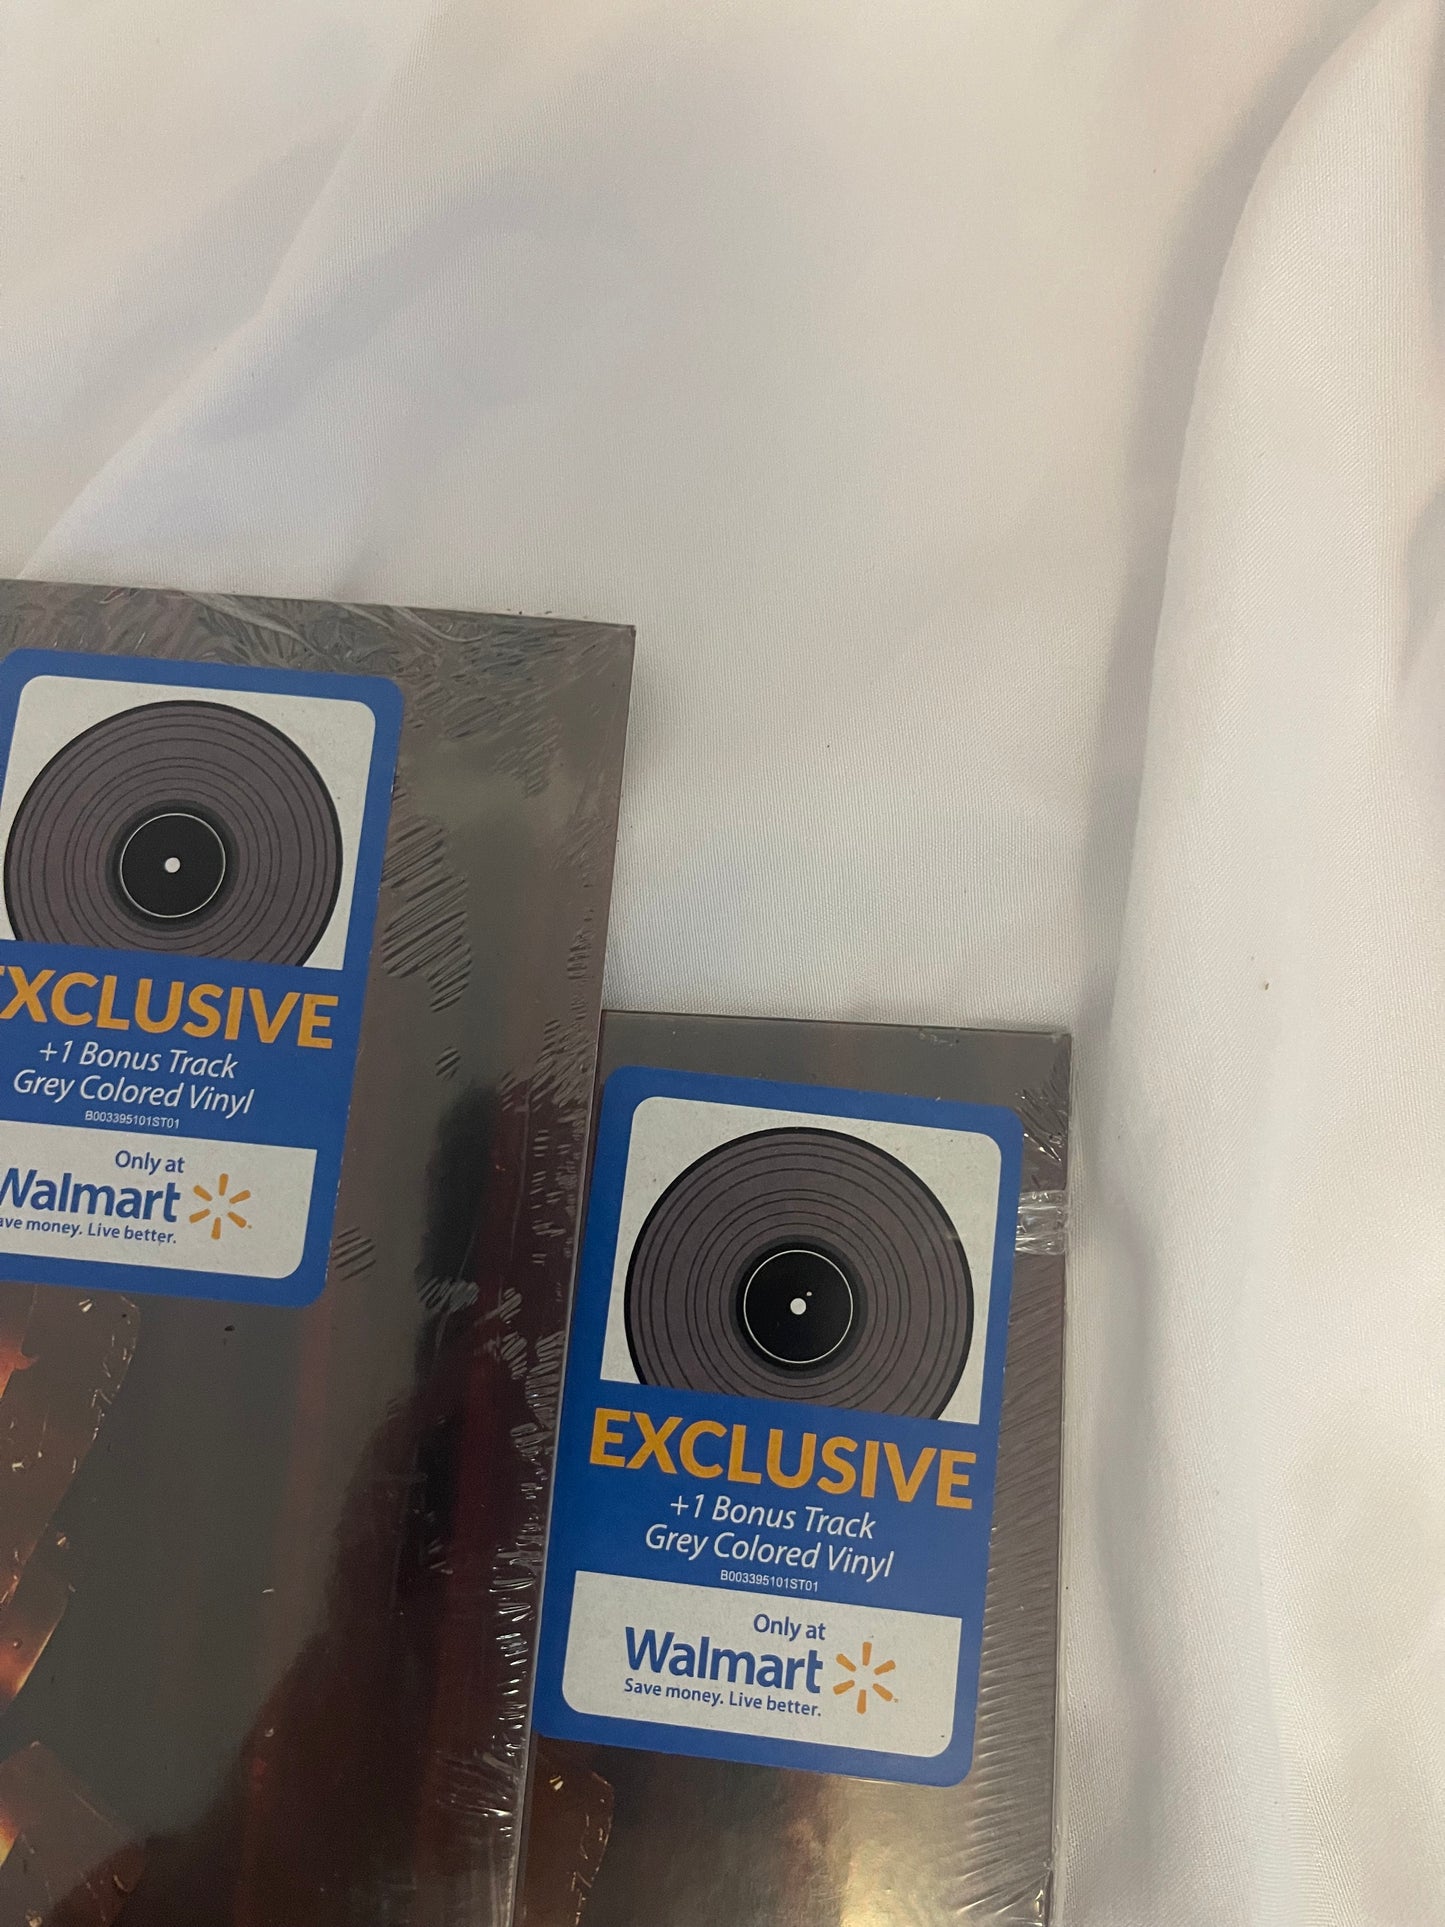 EXCLUSIVE
+1 Bonus Track
Grey Colored Vinyl
B003395101ST01
Only at
Walmart
save money. Live better.
EXCLUSIVE
+1 Bonus Track
Grey Colored Vinyl
B003395101ST01
Only at
Walmart
Save money. Live better.